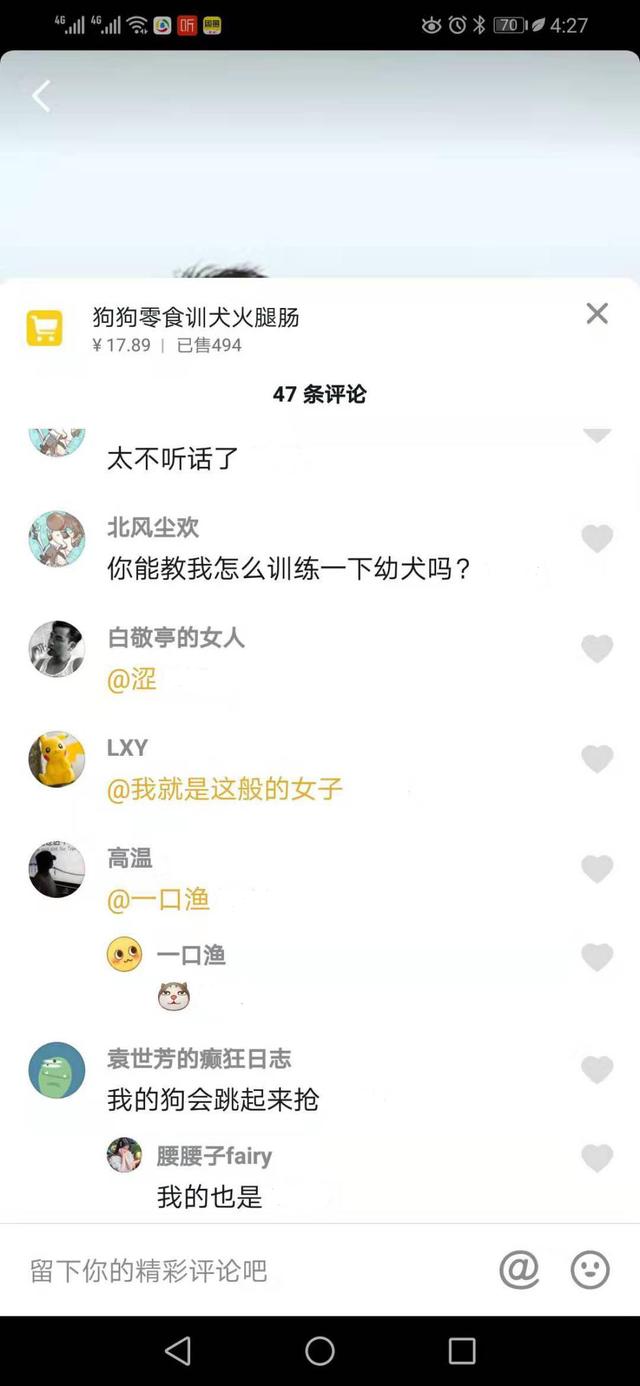 4G 4G 听 70 4:27
狗狗零食训犬火腿肠
¥17.89 | 已售494
47 条评论
太不听话了
北风尘欢
你能教我怎么训练一下幼犬吗?
白敬亭的女人
@涩
LXY
@我就是这般的女子
高温
@一口渔
一口渔
袁世芳的癫狂日志
我的狗会跳起来抢
腰腰子fairy
我的也是
留下你的精彩评论吧